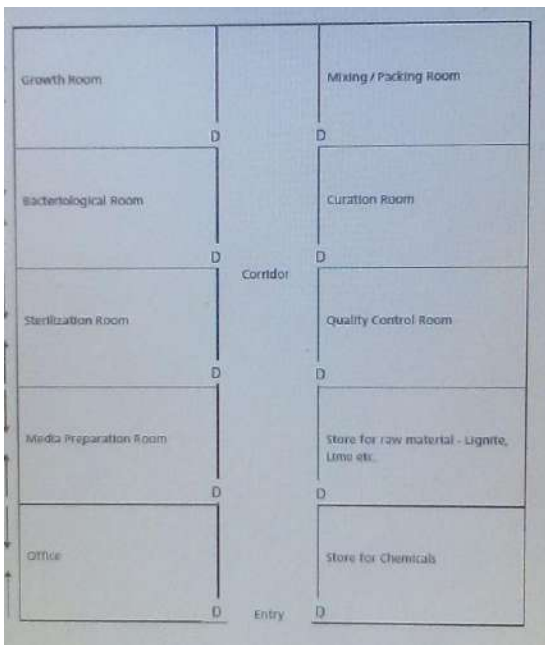 Growth Room
Mixing / Packing Room
D
D
Bacteriological Room
Curation Room
D
D
Corridor
Sterilization Room
Quality Control Room
D
D
Media Preparation Room
Store for raw material - Lignite,
Lime etc.
D
D
Office
Store for Chemicals
D
Entry
D